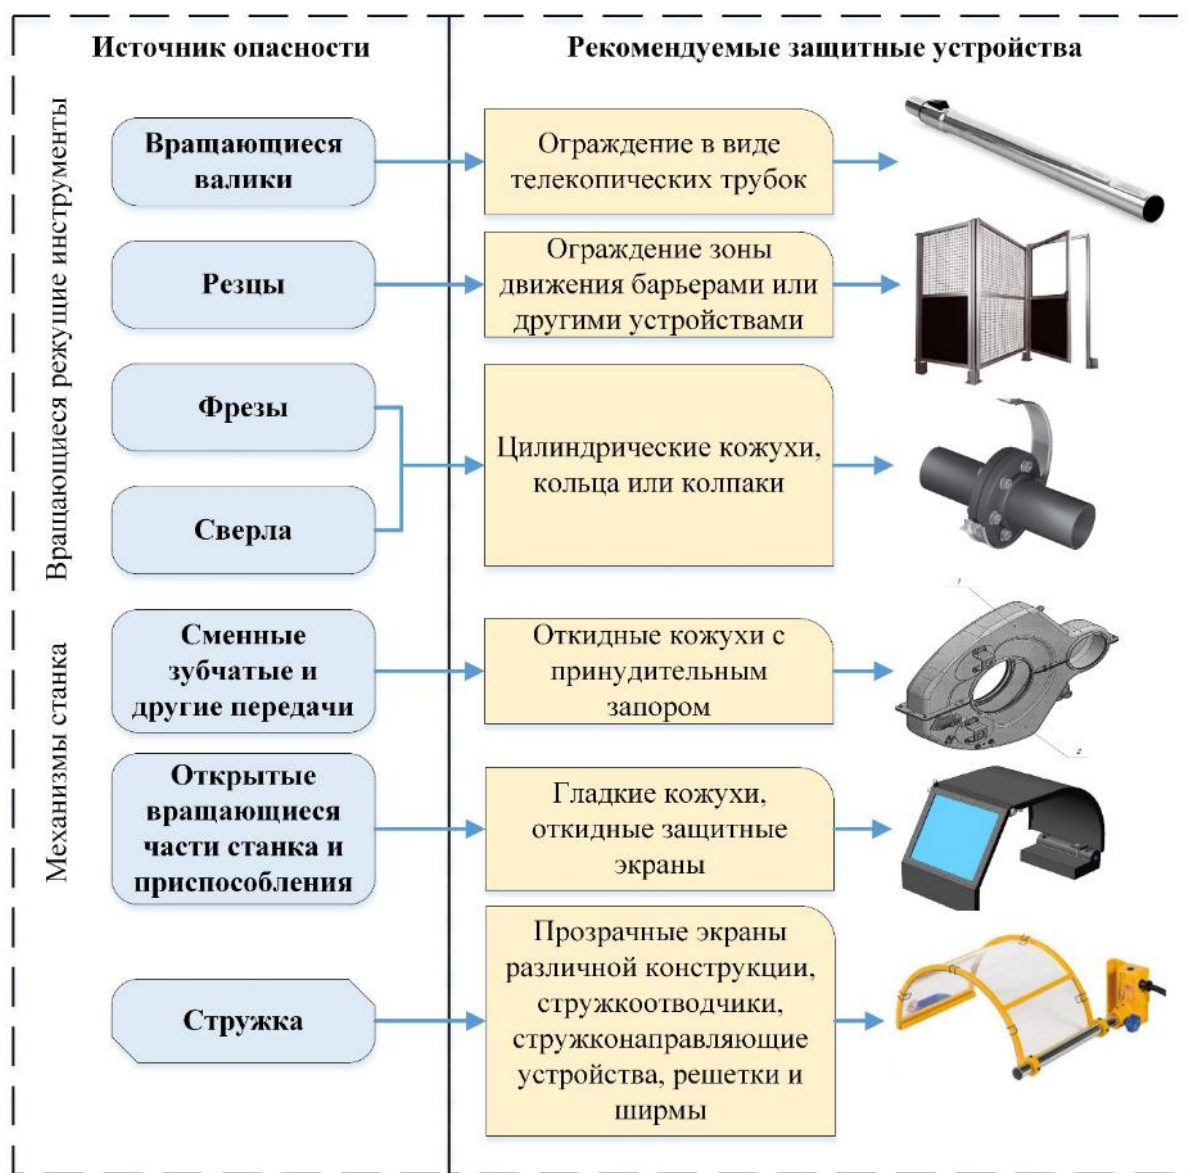 Источник опасности
Рекомендуемые защитные устройства
Вращающиеся режущие инструменты
Вращающиеся
валики
Ограждение в виде
телекопических трубок
Резцы
Ограждение зоны
движения барьерами или
другими устройствами
Фрезы
Сверла
Цилиндрические кожухи,
кольца или колпаки
Механизмы станка
Сменные
зубчатые и
другие передачи
Откидные кожухи с
принудительным
запором
1
2
Открытые
вращающиеся
части станка и
приспособления
Гладкие кожухи,
откидные защитные
экраны
Стружка
Прозрачные экраны
различной конструкции,
стружкоотводчики,
стружконаправляющие
устройства, решетки и
ширмы